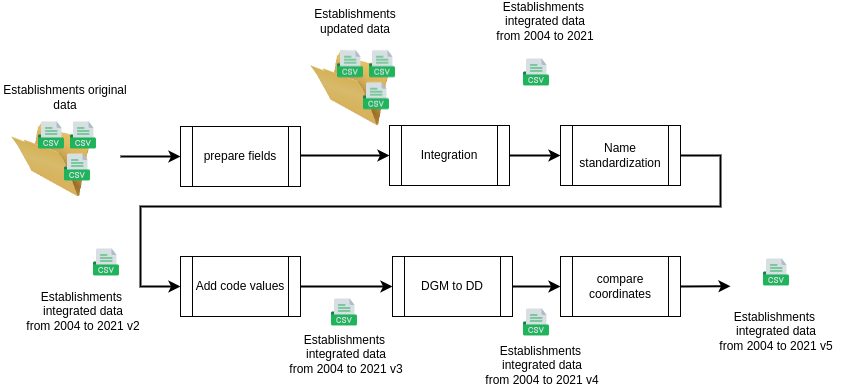 Establishments
updated data
Establishments
integrated data
from 2004 to 2021
CSV
CSV
CSV
CSV
Establishments original
data
CSV
CSV
CSV
prepare fields
Integration
Name
standardization
CSV
Establishments
integrated data
from 2004 to 2021 v2
Add code values
CSV
Establishments
integrated data
from 2004 to 2021 v3
DGM to DD
CSV
Establishments
integrated data
from 2004 to 2021 v4
compare
coordinates
CSV
Establishments
integrated data
from 2004 to 2021 v5